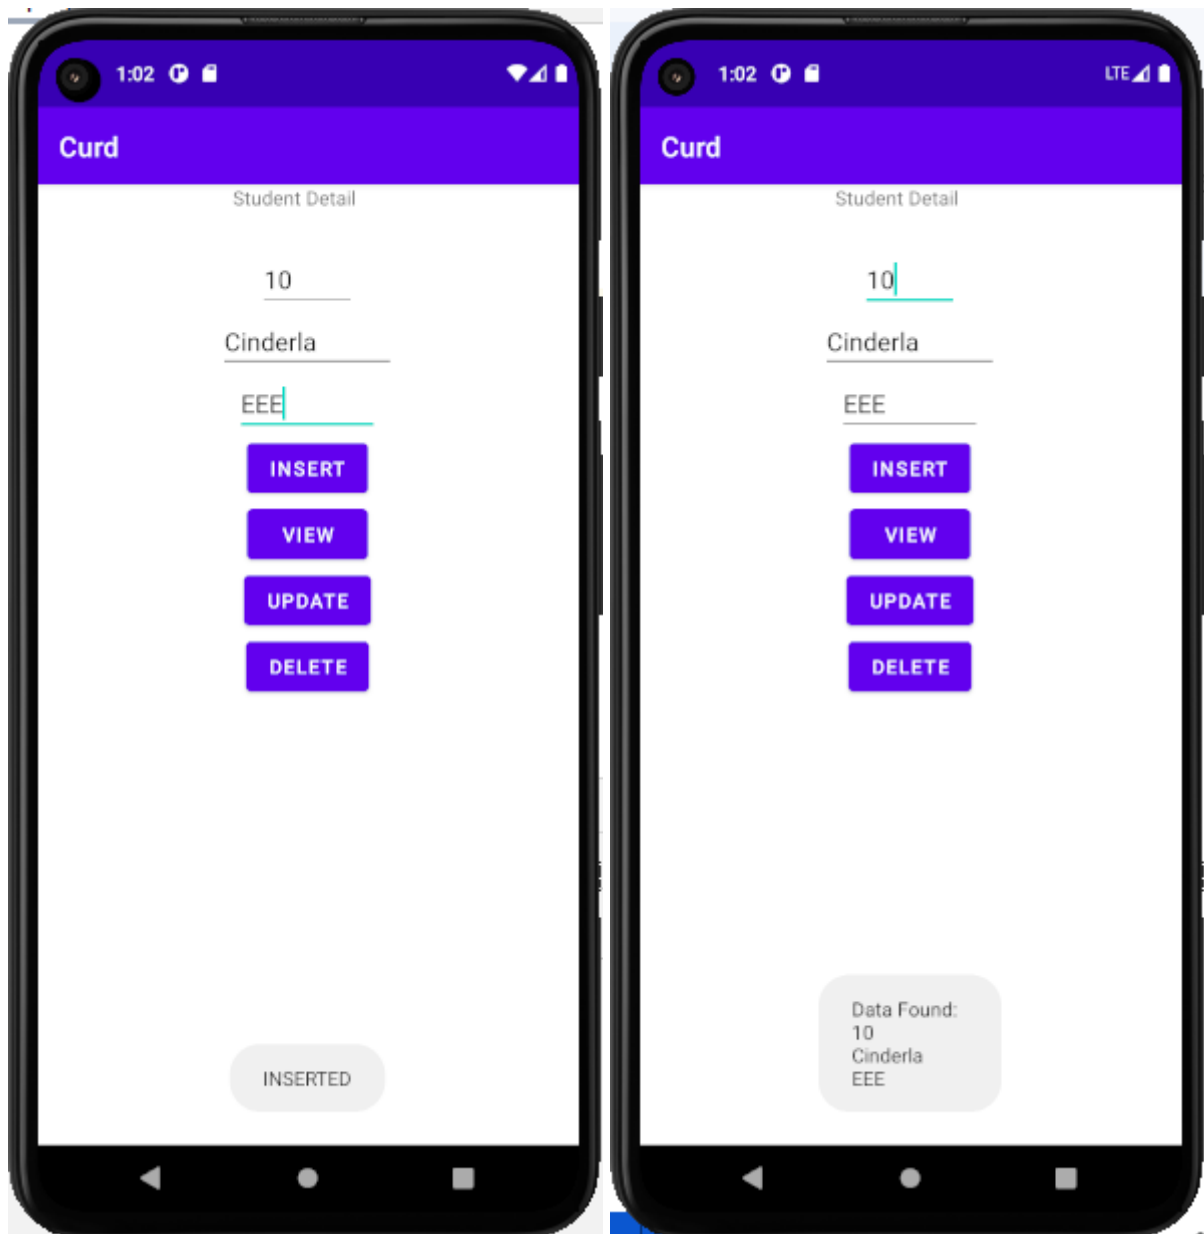 1:02
Curd
Student Detail
10
Cinderla
EEE
INSERT
VIEW
UPDATE
DELETE
INSERTED
1:02 LTE
Curd
Student Detail
10
Cinderla
EEE
INSERT
VIEW
UPDATE
DELETE
Data Found:
10
Cinderla
EEE